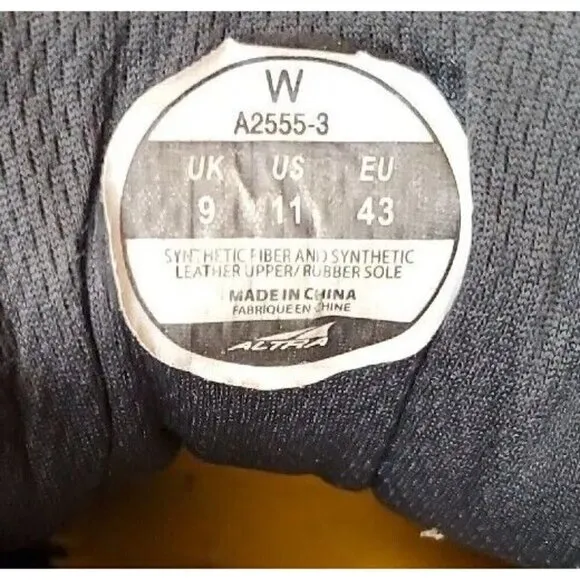 W
A2555-3
UK US EU
9 11 43
SYNTHETIC FIBER AND SYNTHETIC
LEATHER UPPER/ RUBBER SOLE
MADE IN CHINA
FABRIQUE EN CHINE
ALTRA